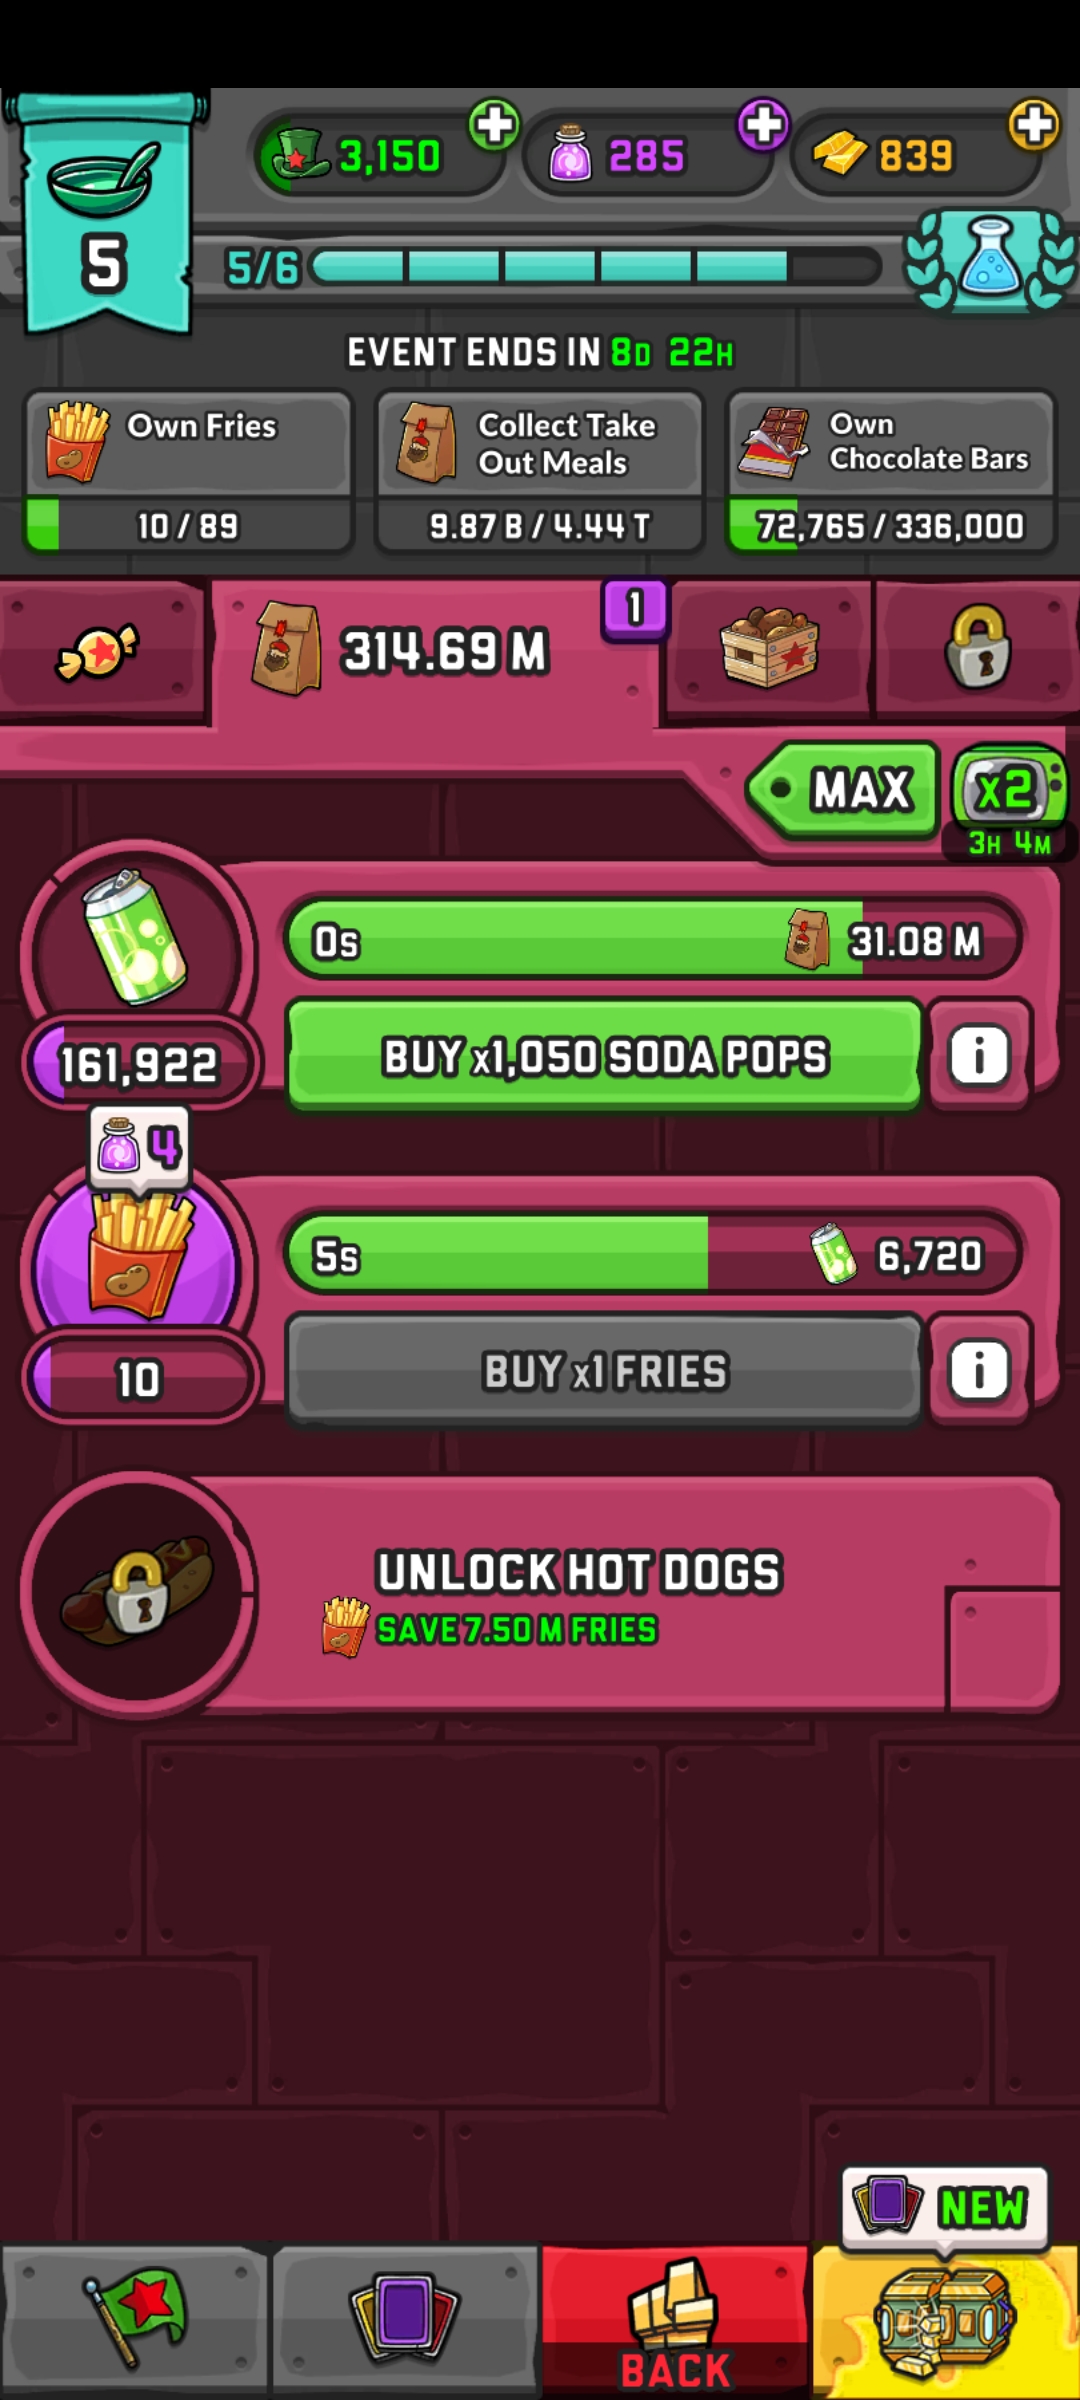 3,150
285
839
5
5/6
EVENT ENDS IN 8D 22H
Own Fries
10 / 89
Collect Take
Out Meals
9.87 B / 4.44 T
Own
Chocolate Bars
72,765 / 336,000
314.69 M
1
MAX
x2
3H 4M
0s
31.08 M
161,922
BUY x1,050 SODA POPS
i
4
5s
6,720
10
BUY x1 FRIES
i
UNLOCK HOT DOGS
SAVE 7.50 M FRIES
NEW
BACK